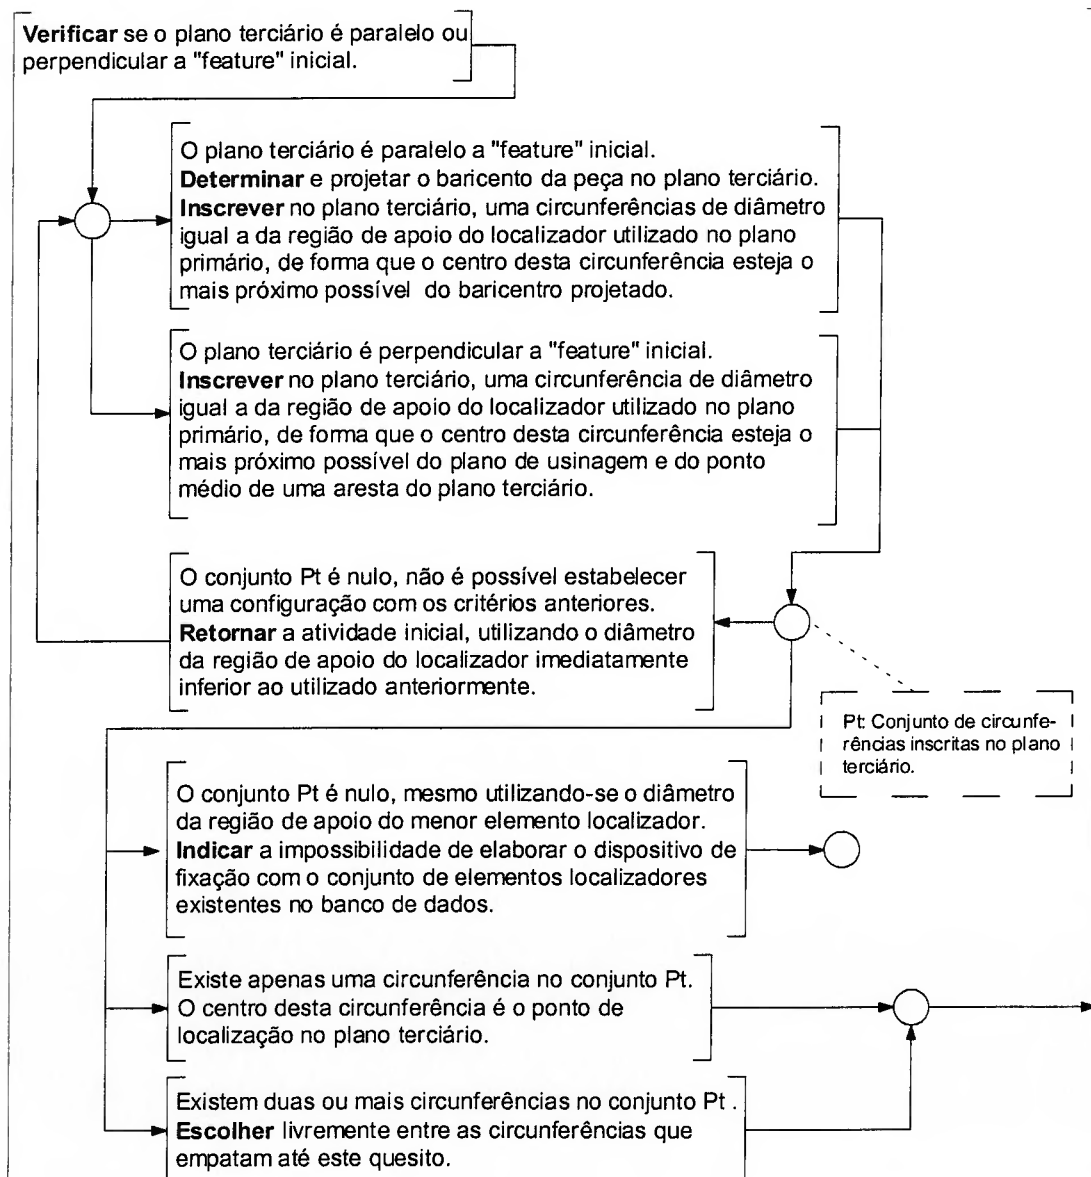 Verificar se o plano terciário é paralelo ou
perpendicular a "feature" inicial.
O plano terciário é paralelo a "feature" inicial.
Determinar e projetar o baricento da peça no plano terciário.
Inscrever no plano terciário, uma circunferências de diâmetro
igual a da região de apoio do localizador utilizado no plano
primário, de forma que o centro desta circunferência esteja o
mais próximo possível do baricentro projetado.
O plano terciário é perpendicular a "feature" inicial.
Inscrever no plano terciário, uma circunferência de diâmetro
igual a da região de apoio do localizador utilizado no plano
primário, de forma que o centro desta circunferência esteja o
mais próximo possível do plano de usinagem e do ponto
médio de uma aresta do plano terciário.
O conjunto Pt é nulo, não é possível estabelecer
uma configuração com os critérios anteriores.
Retornar a atividade inicial, utilizando o diâmetro
da região de apoio do localizador imediatamente
inferior ao utilizado anteriormente.
Pt: Conjunto de circunfe-
rências inscritas no plano
terciário.
O conjunto Pt é nulo, mesmo utilizando-se o diâmetro
da região de apoio do menor elemento localizador.
Indicar a impossibilidade de elaborar o dispositivo de
fixação com o conjunto de elementos localizadores
existentes no banco de dados.
Existe apenas uma circunferência no conjunto Pt.
O centro desta circunferência é o ponto de
localização no plano terciário.
Existem duas ou mais circunferências no conjunto Pt .
Escolher livremente entre as circunferências que
empatam até este quesito.